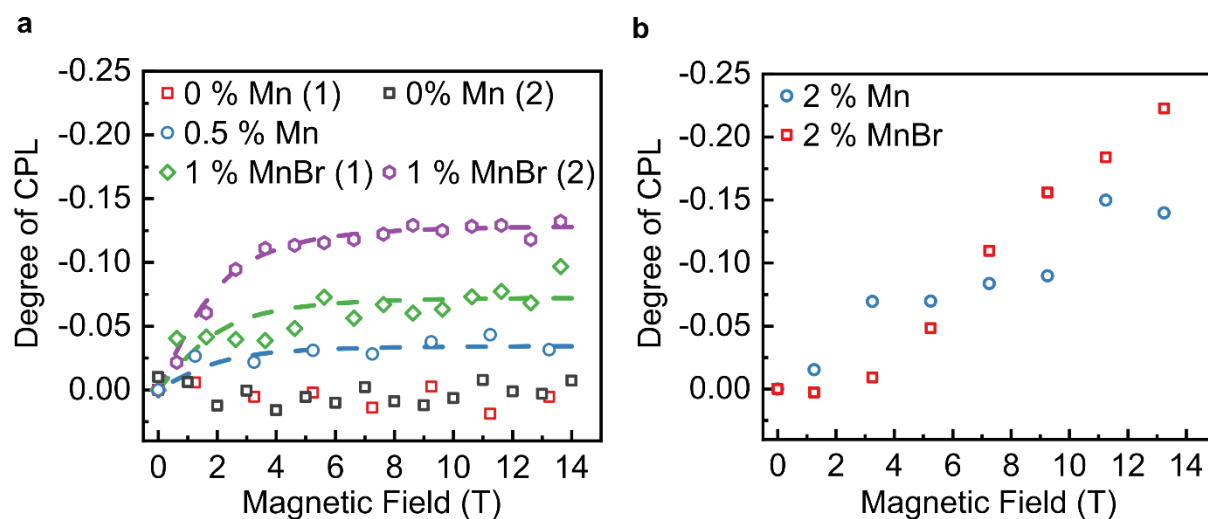 a
-0.25
-0.20
-0.15
-0.10
-0.05
0.00
Degree of CPL
0 % Mn (1) 0% Mn (2)
0.5 % Mn
1 % MnBr (1) 1 % MnBr (2)
0 2 4 6 8 10 12 14
Magnetic Field (T)
b
-0.25
-0.20
-0.15
-0.10
-0.05
0.00
Degree of CPL
2 % Mn
2 % MnBr
0 2 4 6 8 10 12 14
Magnetic Field (T)